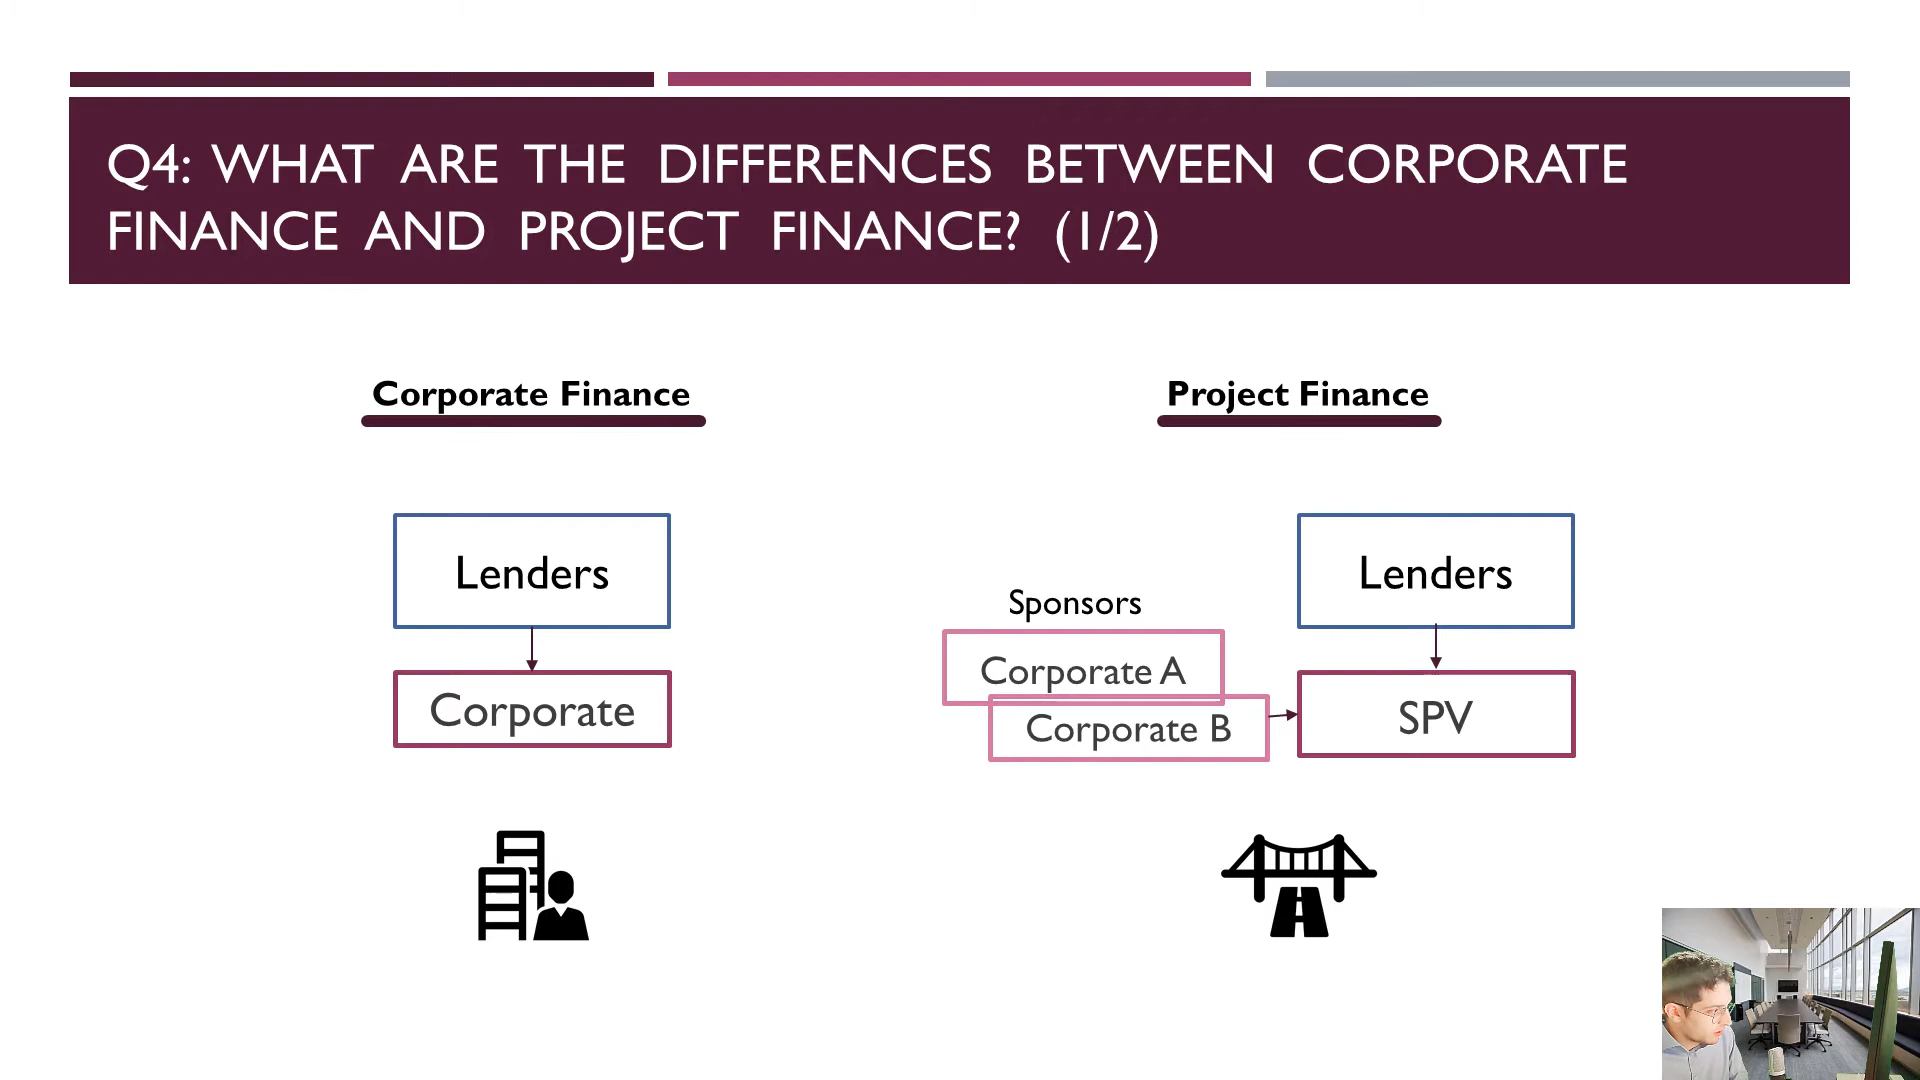 Q4: WHAT ARE THE DIFFERENCES BETWEEN CORPORATE
FINANCE AND PROJECT FINANCE? (1/2)
Corporate Finance
Lenders
Corporate
Project Finance
Sponsors
Corporate A
Corporate B
Lenders
SPV